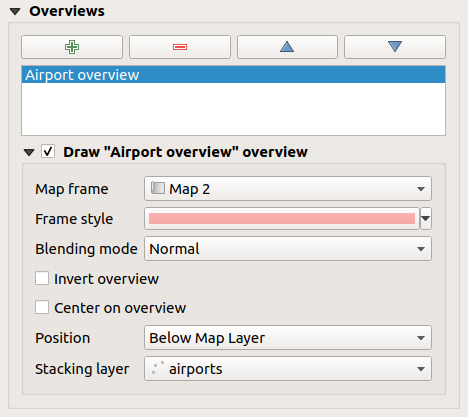 Overviews
Airport overview
Draw "Airport overview" overview
Map frame Map 2
Frame style
Blending mode Normal
Invert overview
Center on overview
Position Below Map Layer
Stacking layer airports